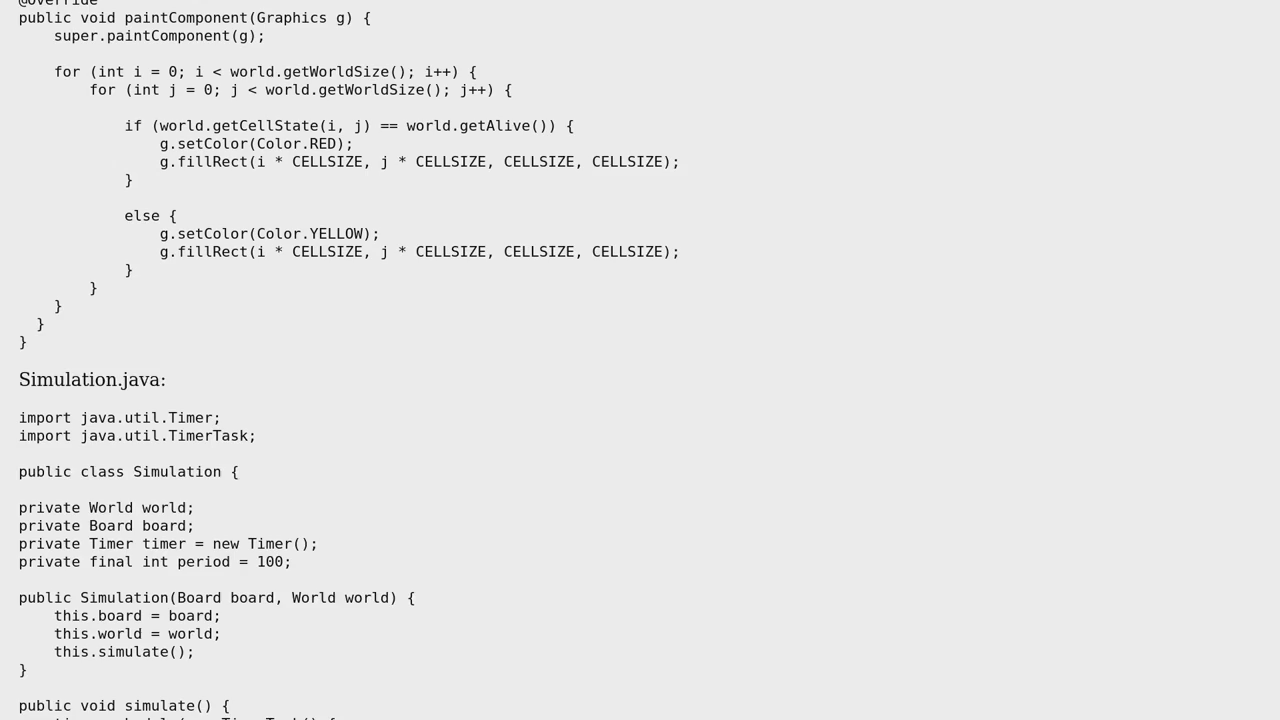 @Override
public void paintComponent(Graphics g) {
    super.paintComponent(g);

    for (int i = 0; i < world.getWorldSize(); i++) {
        for (int j = 0; j < world.getWorldSize(); j++) {

            if (world.getCellState(i, j) == world.getAlive()) {
                g.setColor(Color.RED);
                g.fillRect(i * CELLSIZE, j * CELLSIZE, CELLSIZE, CELLSIZE);
            }

            else {
                g.setColor(Color.YELLOW);
                g.fillRect(i * CELLSIZE, j * CELLSIZE, CELLSIZE, CELLSIZE);
            }
        }
    }
  }
}

Simulation.java:

import java.util.Timer;
import java.util.TimerTask;

public class Simulation {

private World world;
private Board board;
private Timer timer = new Timer();
private final int period = 100;

public Simulation(Board board, World world) {
    this.board = board;
    this.world = world;
    this.simulate();
}

public void simulate() {